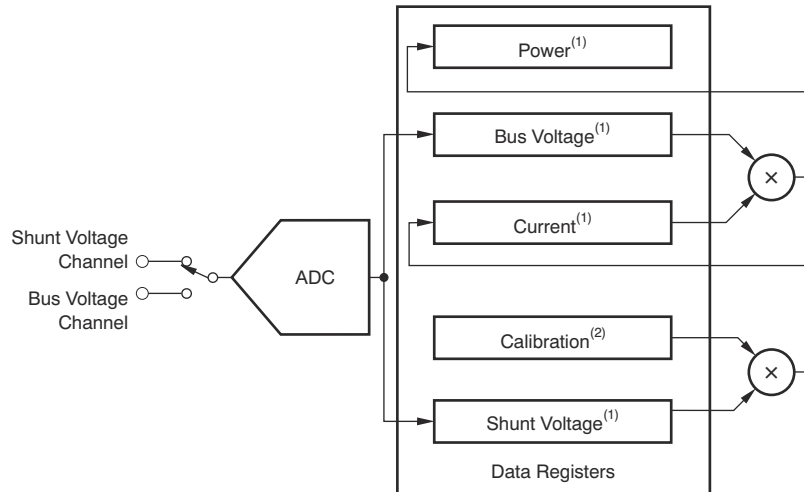 Power(1)
Bus Voltage(1)
×
Current(1)
Shunt Voltage
Channel
ADC
Bus Voltage
Channel
Calibration(2)
×
Shunt Voltage(1)
Data Registers